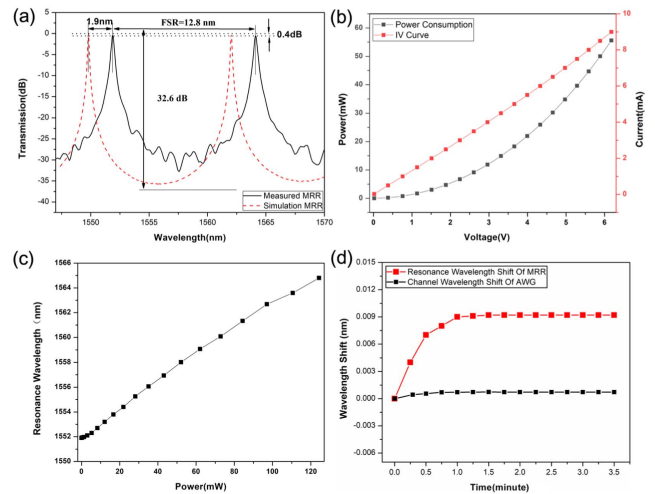 (a)
1.9nm
FSR=12.8 nm
0.4dB
32.6 dB
0
-5
-10
-15
-20
-25
-30
-35
-40
Transmission(dB)
Measured MRR
Simulation MRR
1550
1555
1560
1565
1570
Wavelength(nm)
(b)
Power Consumption
IV Curve
60
50
40
30
20
10
0
Power(mW)
10
8
6
4
2
0
Current(mA)
0
1
2
3
4
5
6
Voltage(V)
(c)
1566
1564
1562
1560
1558
1556
1554
1552
1550
Resonance Wavelength（nm)
0
20
40
60
80
100
120
Power(mW)
(d)
Resonance Wavelength Shift Of MRR
Channel Wavelength Shift Of AWG
0.015
0.012
0.009
0.006
0.003
0.000
-0.003
-0.006
Wavelength Shift (nm)
0.0
0.5
1.0
1.5
2.0
2.5
3.0
3.5
Time(minute)